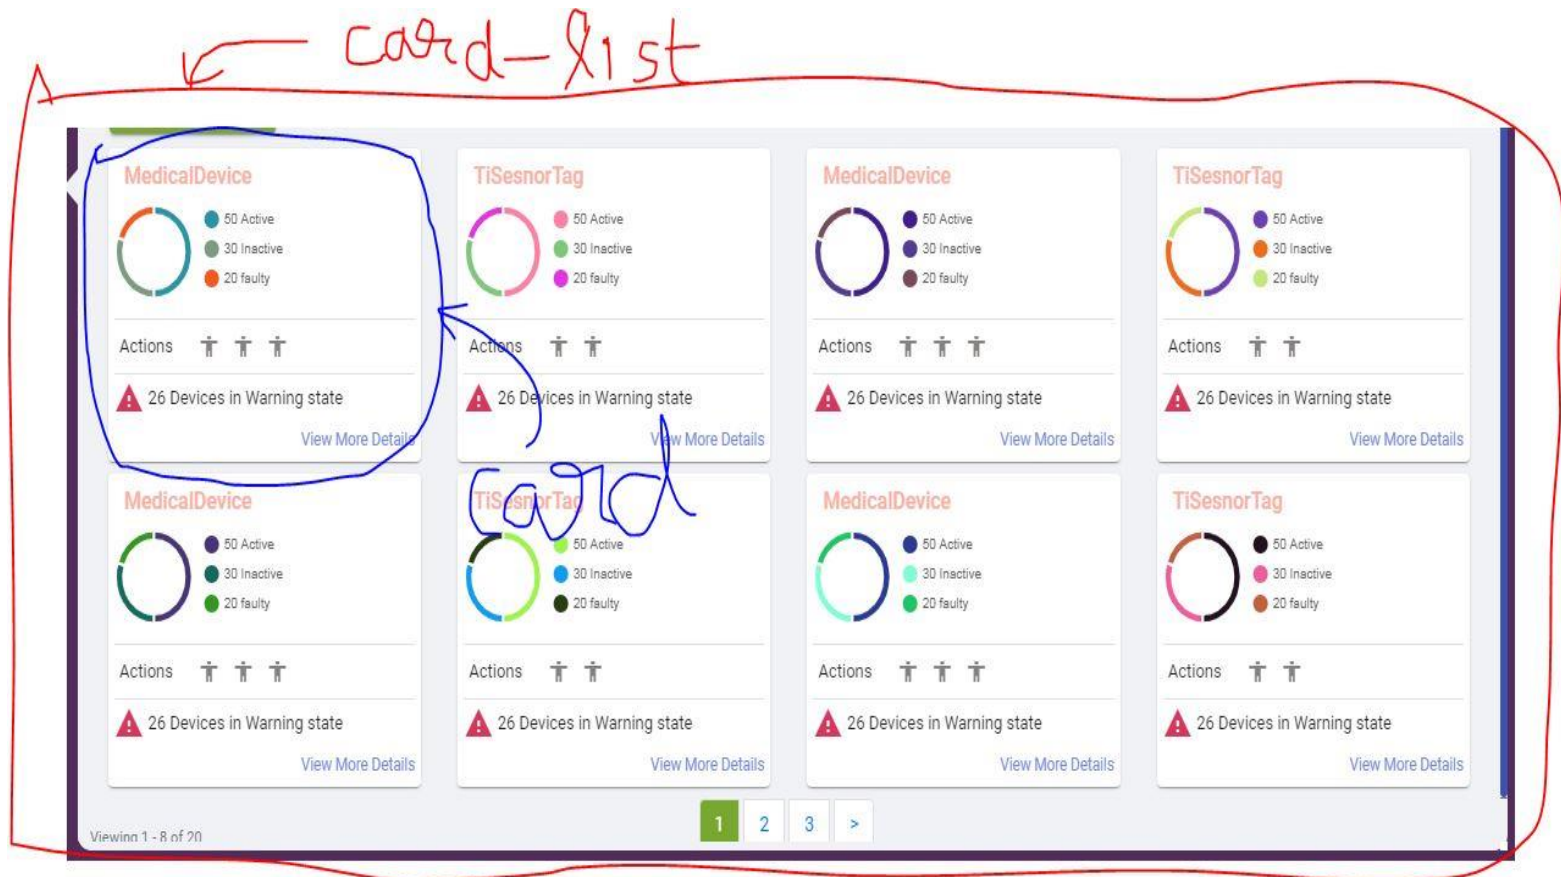 card-list
MedicalDevice
50 Active
30 Inactive
20 faulty
Actions
26 Devices in Warning state
View More Details
TiSesnorTag
50 Active
30 Inactive
20 faulty
Actions
26 Devices in Warning state
View More Details
MedicalDevice
50 Active
30 Inactive
20 faulty
Actions
26 Devices in Warning state
View More Details
TiSesnorTag
50 Active
30 Inactive
20 faulty
Actions
26 Devices in Warning state
View More Details
card
MedicalDevice
50 Active
30 Inactive
20 faulty
Actions
26 Devices in Warning state
View More Details
TiSesnorTag
50 Active
30 Inactive
20 faulty
Actions
26 Devices in Warning state
View More Details
MedicalDevice
50 Active
30 Inactive
20 faulty
Actions
26 Devices in Warning state
View More Details
TiSesnorTag
50 Active
30 Inactive
20 faulty
Actions
26 Devices in Warning state
View More Details
1 2 3 >
Viewing 1 - 8 of 20